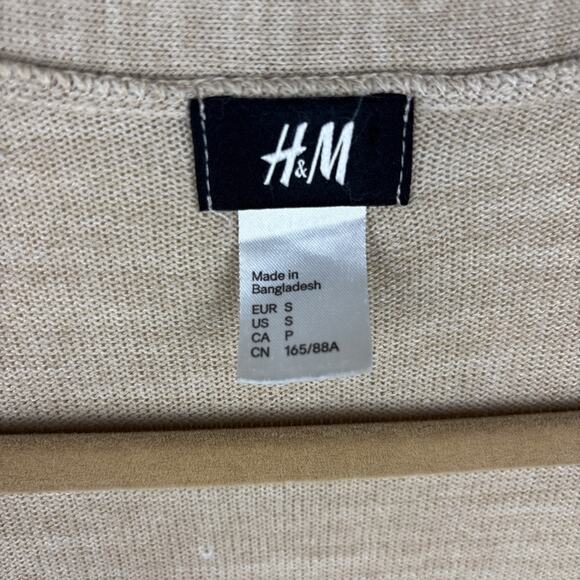 H&M
Made in
Bangladesh
EUR S
US S
CA P
CN 165/88A